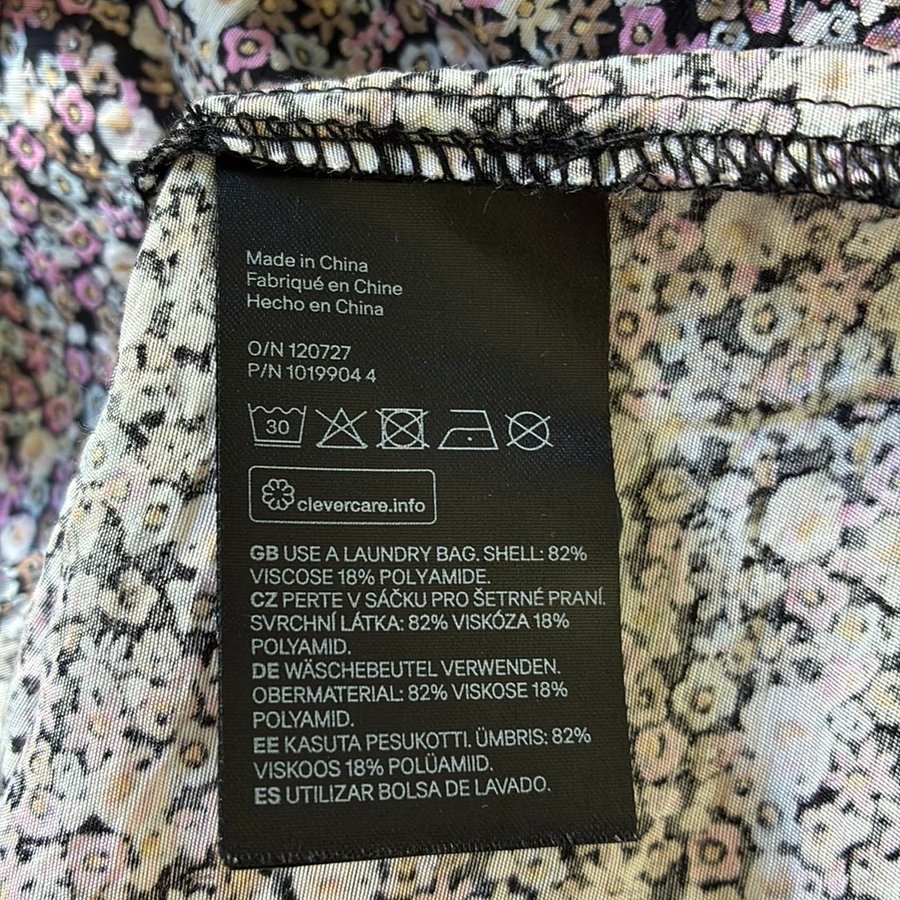 Made in China
Fabriqué en Chine
Hecho en China
O/N 120727
P/N 1019904 4
30
clevercare.info
GB USE A LAUNDRY BAG. SHELL: 82%
VISCOSE 18% POLYAMIDE.
CZ PERTE V SÁČKU PRO ŠETRNÉ PRANÍ.
SVRCHNÍ LÁTKA: 82% VISKÓZA 18%
POLYAMID.
DE WÄSCHEBEUTEL VERWENDEN.
OBERMATERIAL: 82% VISKOSE 18%
POLYAMID.
EE KASUTA PESUKOTTI. ÜMBRIS: 82%
VISKOOS 18% POLÜAMIID.
ES UTILIZAR BOLSA DE LAVADO.